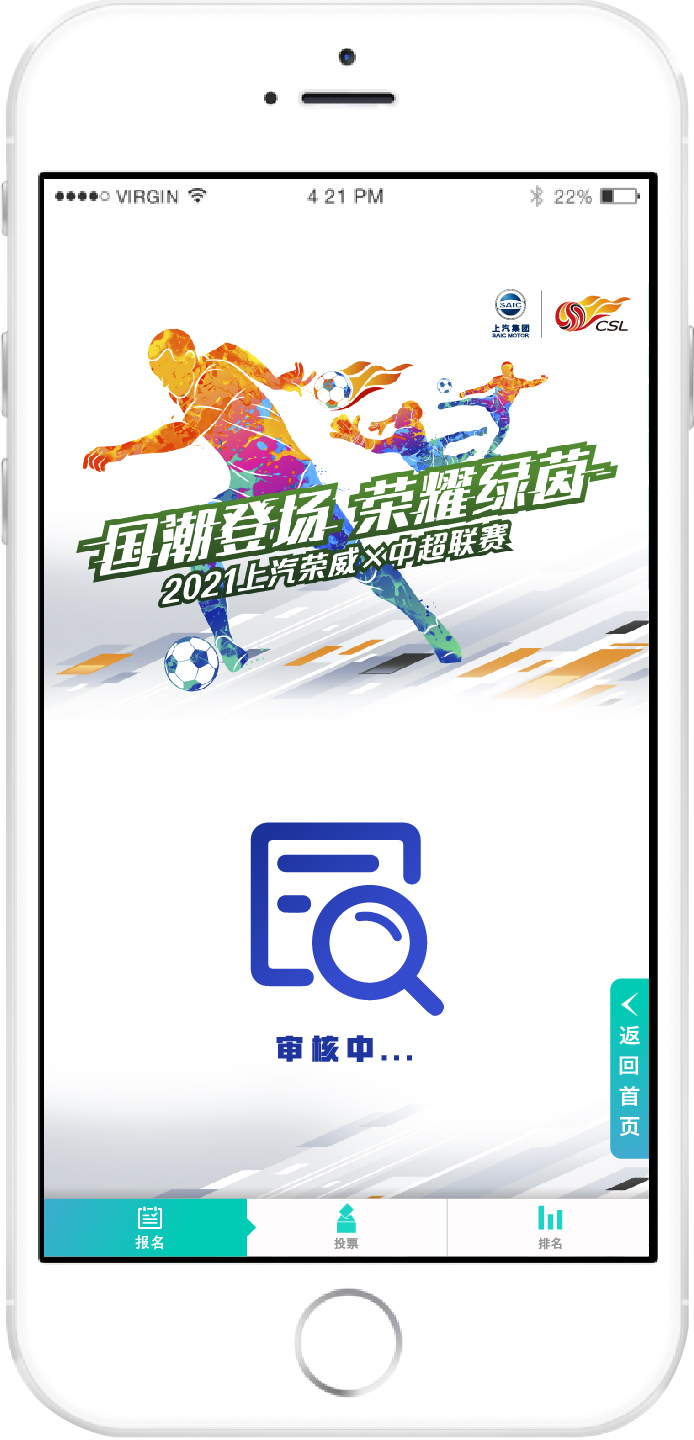 VIRGIN
4 21 PM
22%
SAIC
上汽集团
SAIC MOTOR
CSL
国潮登场 荣耀绿茵
2021上汽荣威×中超联赛
审核中...
返回首页
报名
投票
排名